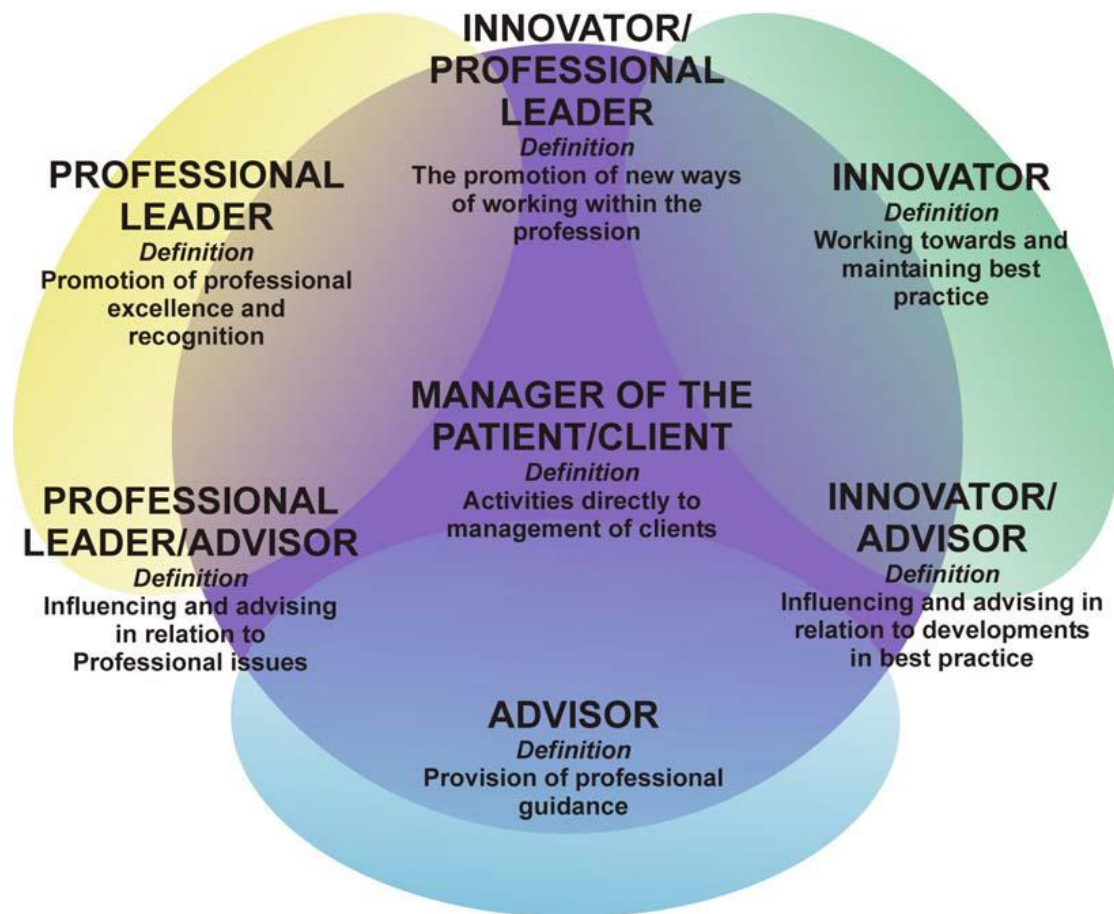 INNOVATOR/
PROFESSIONAL
LEADER
Definition
The promotion of new ways
of working within the
profession
PROFESSIONAL
LEADER
Definition
Promotion of professional
excellence and
recognition
INNOVATOR
Definition
Working towards and
maintaining best
practice
MANAGER OF THE
PATIENT/CLIENT
Definition
Activities directly to
management of clients
PROFESSIONAL
LEADER/ADVISOR
Definition
Influencing and advising
in relation to
Professional issues
INNOVATOR/
ADVISOR
Definition
Influencing and advising in
relation to developments
in best practice
ADVISOR
Definition
Provision of professional
guidance